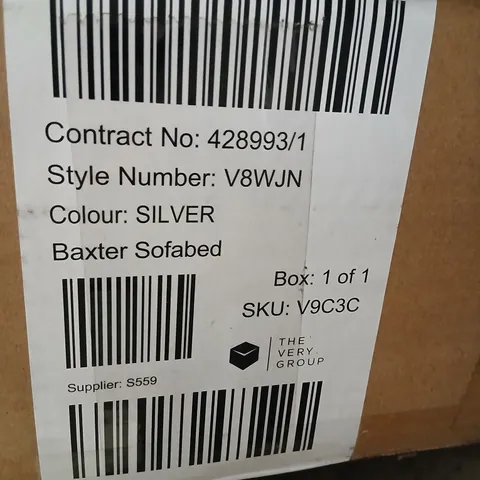 Contract No: 428993/1
Style Number: V8WJN
Colour: SILVER
Baxter Sofabed
Box: 1 of 1
SKU: V9C3C
THE
VERY
GROUP
Supplier: S559